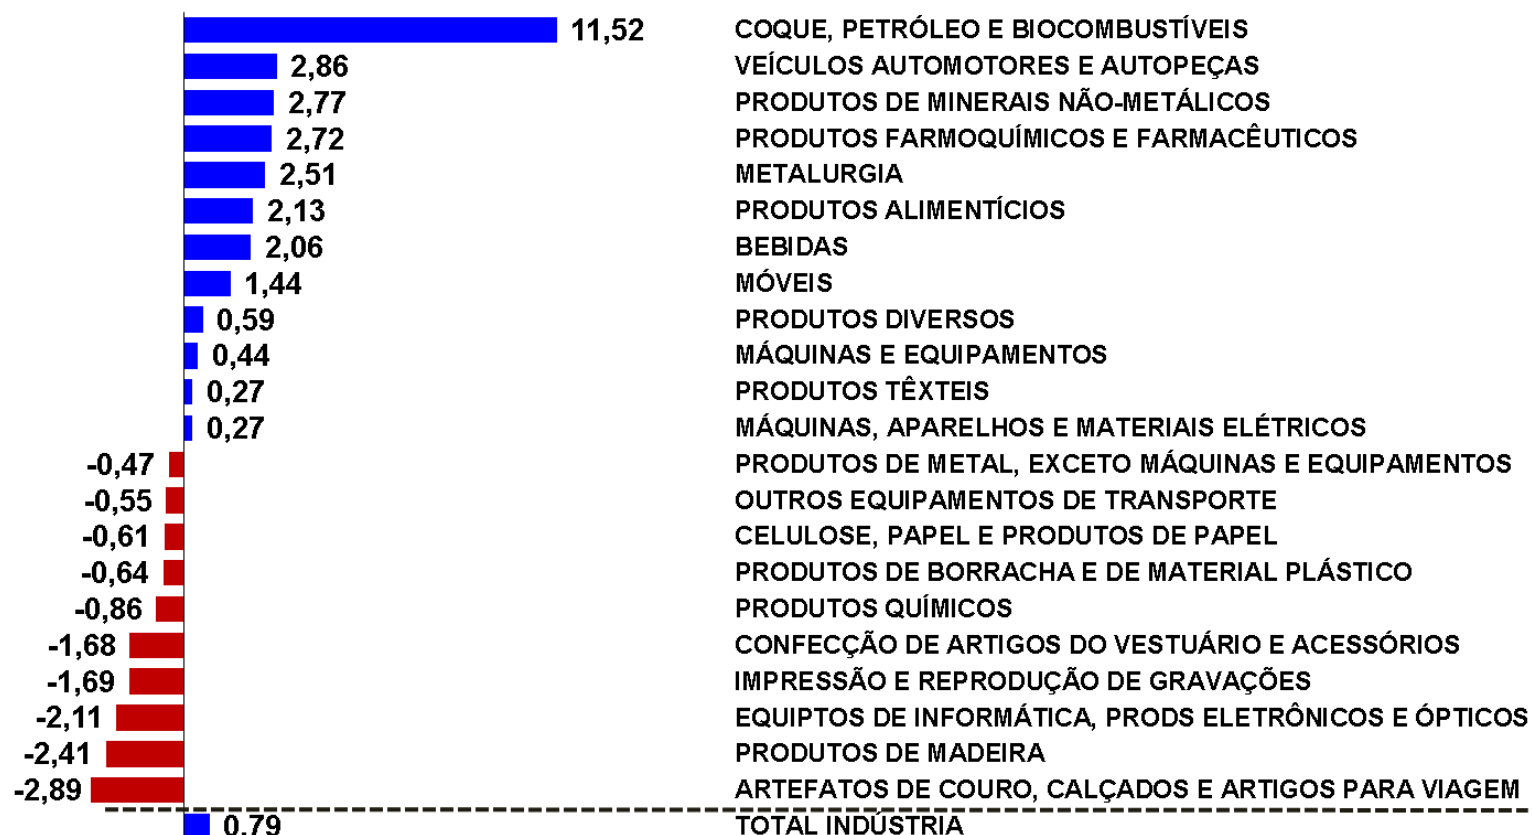 11,52 COQUE, PETRÓLEO E BIOCOMBUSTÍVEIS
2,86 VEÍCULOS AUTOMOTORES E AUTOPEÇAS
2,77 PRODUTOS DE MINERAIS NÃO-METÁLICOS
2,72 PRODUTOS FARMOQUÍMICOS E FARMACÊUTICOS
2,51 METALURGIA
2,13 PRODUTOS ALIMENTÍCIOS
2,06 BEBIDAS
1,44 MÓVEIS
0,59 PRODUTOS DIVERSOS
0,44 MÁQUINAS E EQUIPAMENTOS
0,27 PRODUTOS TÊXTEIS
0,27 MÁQUINAS, APARELHOS E MATERIAIS ELÉTRICOS
-0,47 PRODUTOS DE METAL, EXCETO MÁQUINAS E EQUIPAMENTOS
-0,55 OUTROS EQUIPAMENTOS DE TRANSPORTE
-0,61 CELULOSE, PAPEL E PRODUTOS DE PAPEL
-0,64 PRODUTOS DE BORRACHA E DE MATERIAL PLÁSTICO
-0,86 PRODUTOS QUÍMICOS
-1,68 CONFECÇÃO DE ARTIGOS DO VESTUÁRIO E ACESSÓRIOS
-1,69 IMPRESSÃO E REPRODUÇÃO DE GRAVAÇÕES
-2,11 EQUIPTOS DE INFORMÁTICA, PRODS ELETRÔNICOS E ÓPTICOS
-2,41 PRODUTOS DE MADEIRA
-2,89 ARTEFATOS DE COURO, CALÇADOS E ARTIGOS PARA VIAGEM
0,79 TOTAL INDÚSTRIA